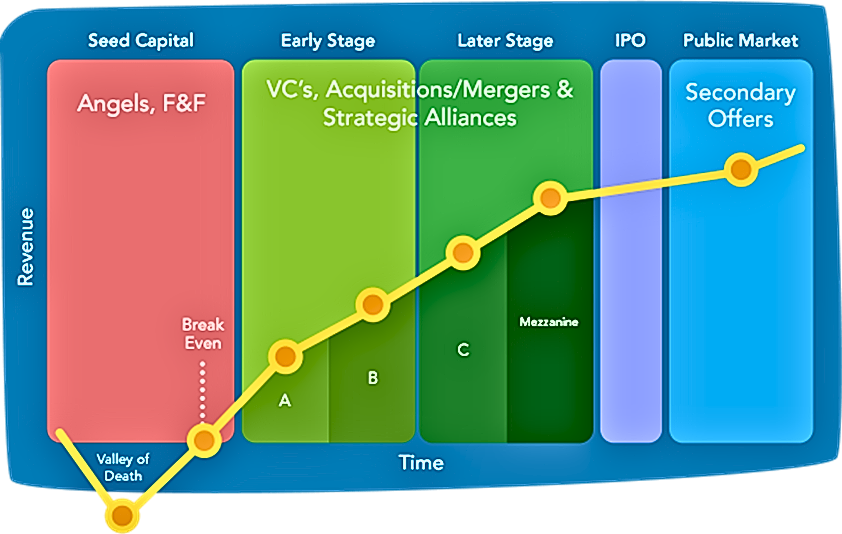 Seed Capital
Early Stage
Later Stage
IPO
Public Market
Angels, F&F
VC's, Acquisitions/Mergers &
Strategic Alliances
Secondary
Offers
Revenue
Break
Even
A
B
C
Mezzanine
Valley of
Death
Time